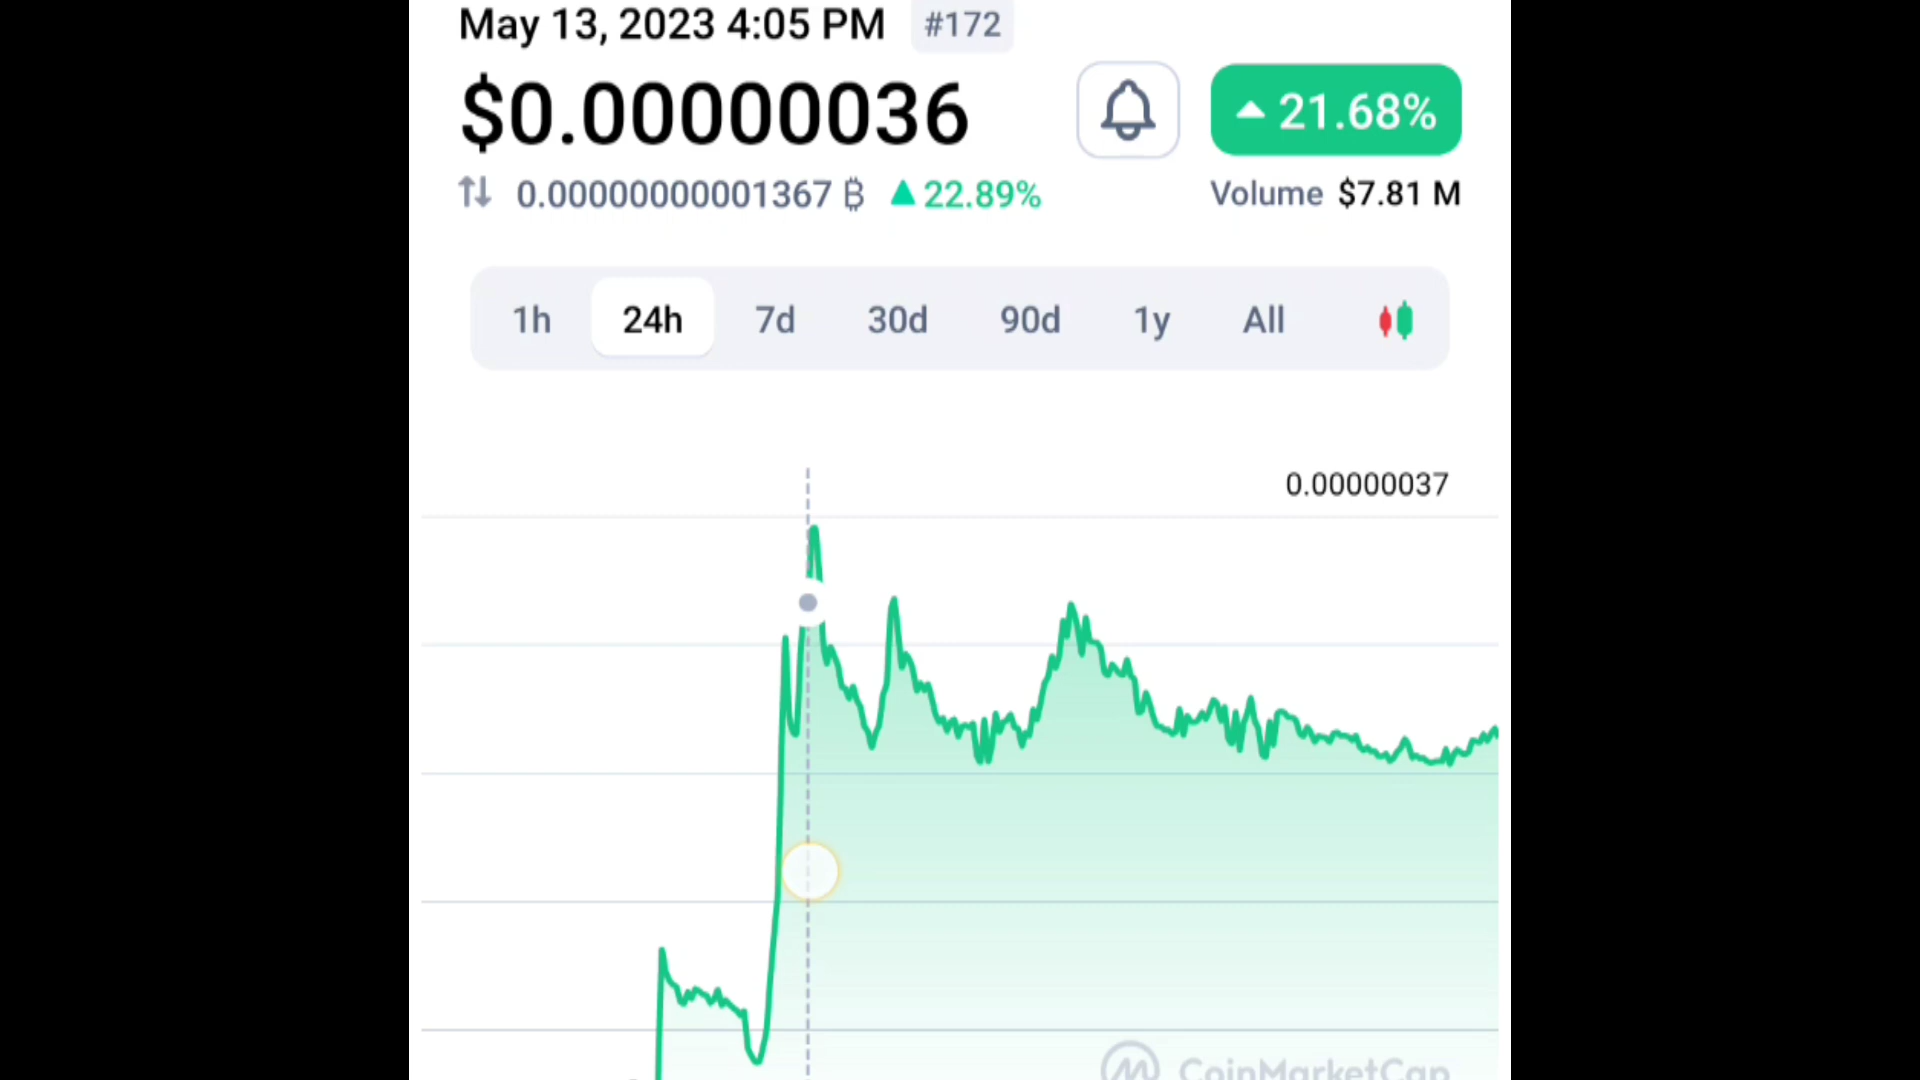 May 13, 2023 4:05 PM #172
$0.00000036
21.68%
0.00000000001367 ₿ 22.89%
Volume $7.81 M
1h 24h 7d 30d 90d 1y All
0.00000037
CoinMarketCap